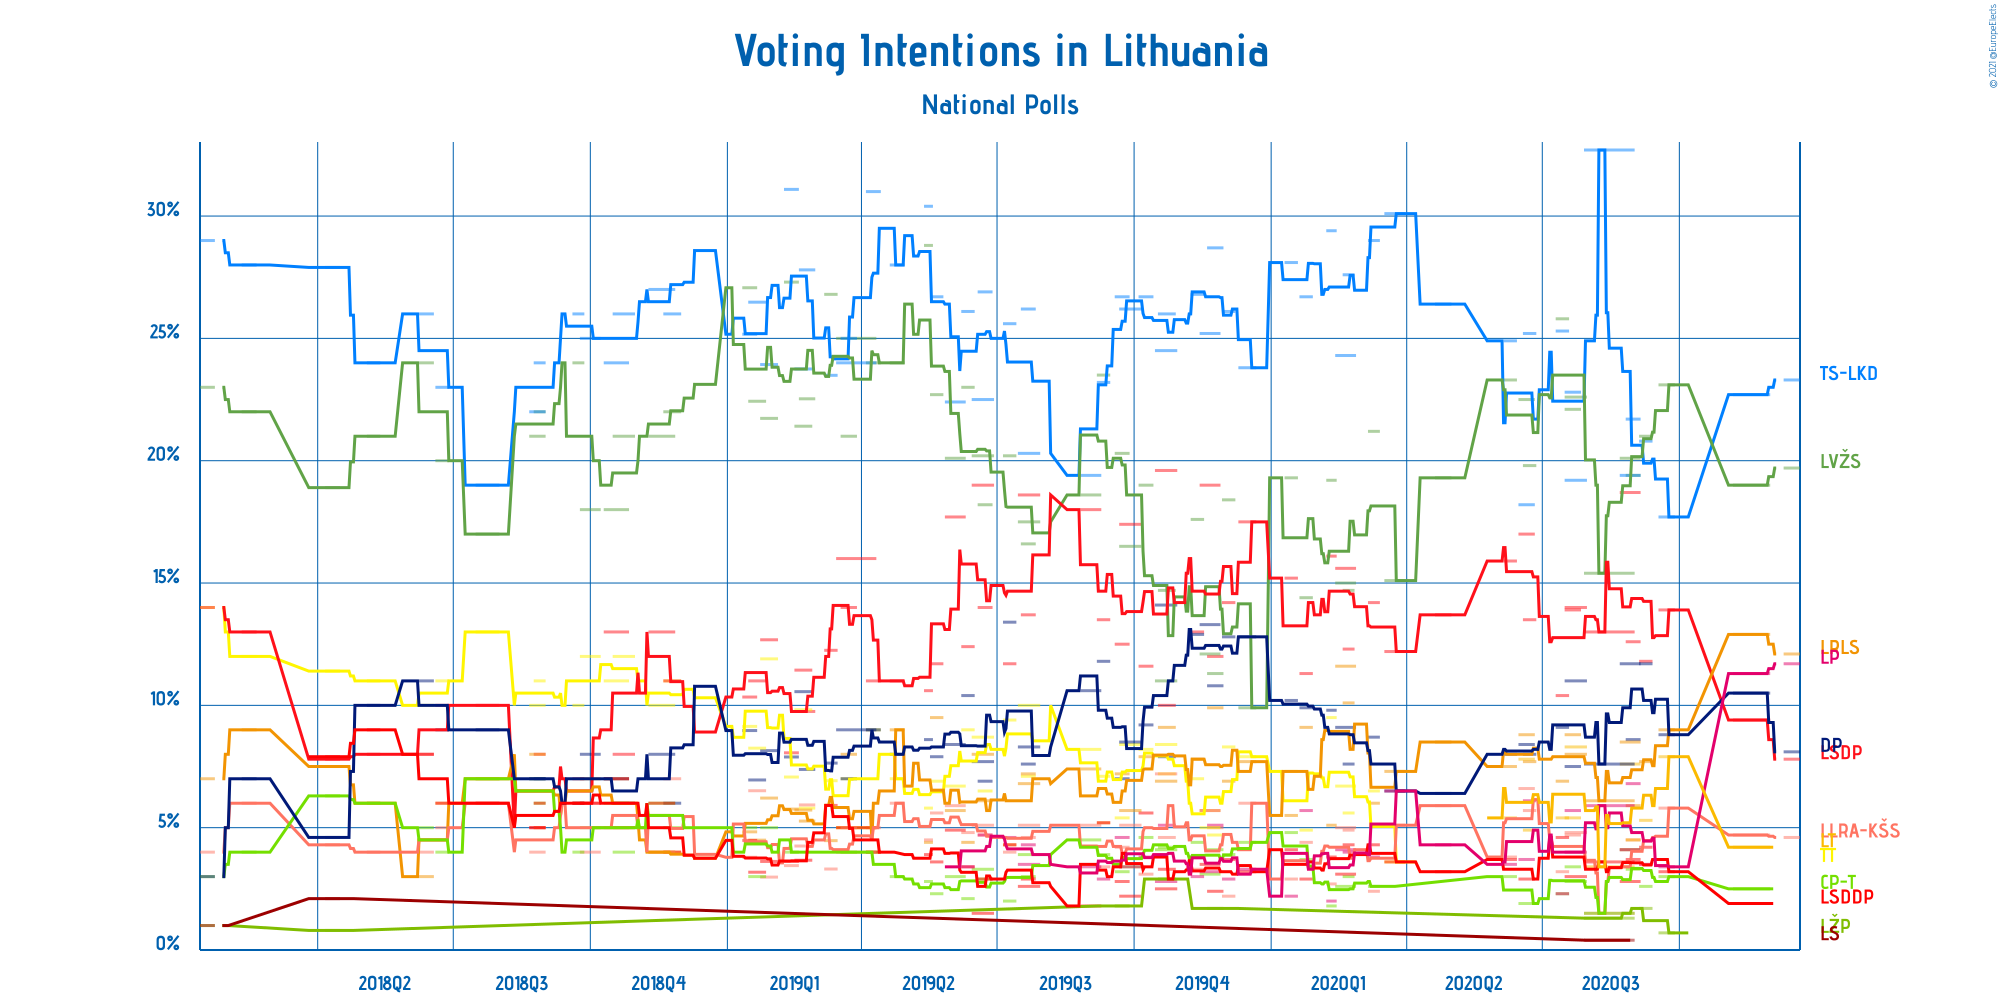 © 2021 @EuropeElects
Voting Intentions in Lithuania
National Polls
30%
25%
20%
15%
10%
5%
0%
TS-LKD
LVŽS
LRLS
LP
DP
LSDP
LLRA-KŠS
LT
TT
CP-T
LSDDP
LŽP
LS
2018Q2
2018Q3
2018Q4
2019Q1
2019Q2
2019Q3
2019Q4
2020Q1
2020Q2
2020Q3